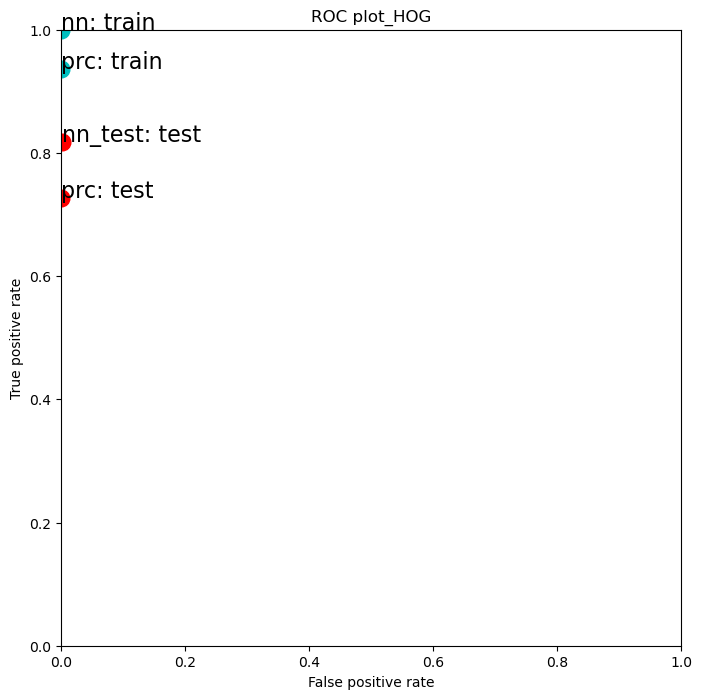 ROC plot_HOG
nn: train
prc: train
nn_test: test
prc: test
True positive rate
1.0
0.8
0.6
0.4
0.2
0.0
0.0 0.2 0.4 0.6 0.8 1.0
False positive rate